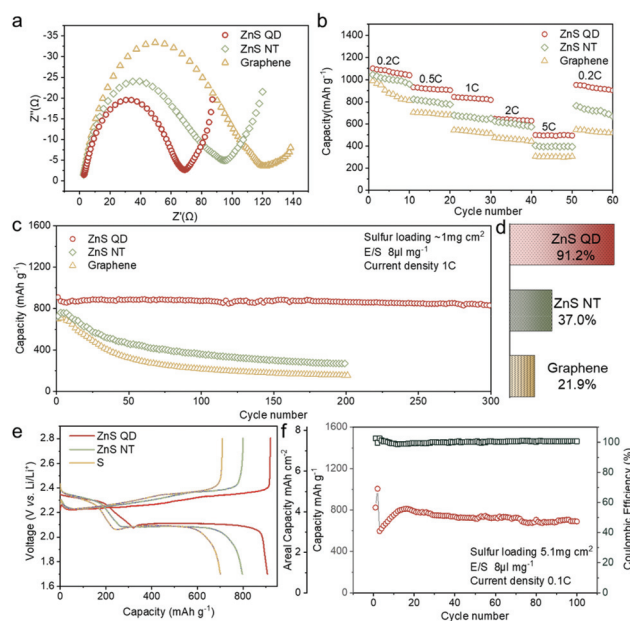 a
-35
-30
-25
-20
-15
-10
-5
0
Z''(Ω)
0 20 40 60 80 100 120 140
Z'(Ω)
ZnS QD
ZnS NT
Graphene
b
1400
1200
1000
800
600
400
200
0
Capacity(mAh g⁻¹)
0 10 20 30 40 50 60
Cycle number
ZnS QD
ZnS NT
Graphene
0.2C
0.5C
1C
2C
5C
0.2C
c
1600
1200
800
400
0
Capacity (mAh g⁻¹)
0 50 100 150 200 250 300
Cycle number
ZnS QD
ZnS NT
Graphene
Sulfur loading ~1mg cm²
E/S 8μl mg⁻¹
Current density 1C
d
ZnS QD
91.2%
ZnS NT
37.0%
Graphene
21.9%
e
2.8
2.6
2.4
2.2
2.0
1.8
1.6
Voltage (V vs. Li/Li⁺)
0 200 400 600 800
Capacity (mAh g⁻¹)
ZnS QD
ZnS NT
S
f
8
6
4
2
0
Areal Capacity mAh cm⁻²
1600
1200
800
400
0
Capacity mAh g⁻¹
100
80
60
40
20
0
Coulombic Efficiency (%)
0 20 40 60 80 100
Cycle number
Sulfur loading 5.1mg cm²
E/S 8μl mg⁻¹
Current density 0.1C